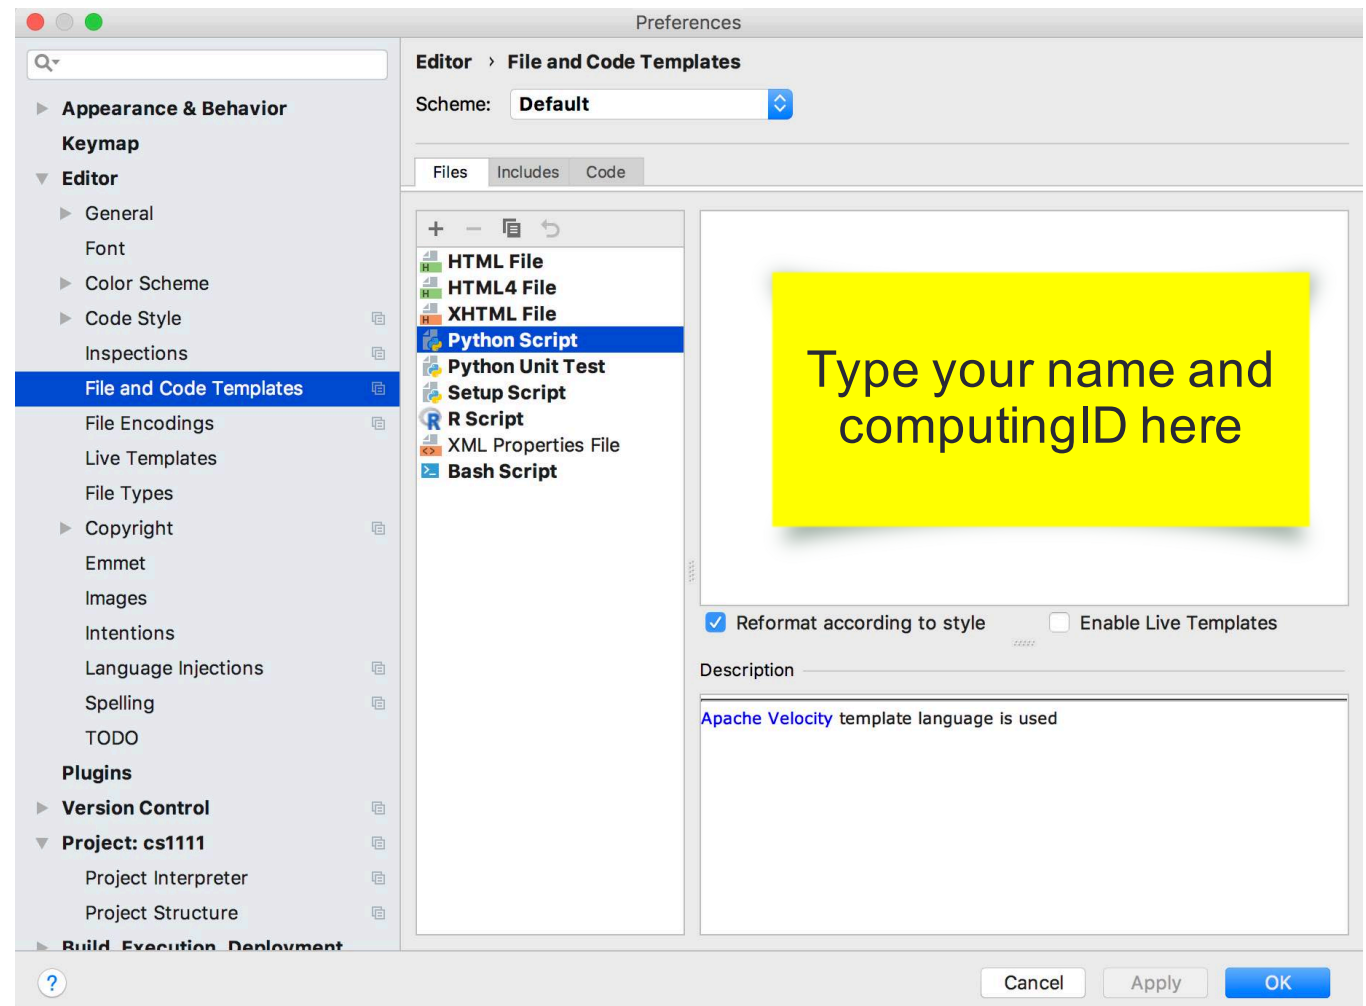 Preferences
Editor › File and Code Templates
Scheme: Default
Appearance & Behavior
Keymap
Editor
General
Font
Color Scheme
Code Style
Inspections
File and Code Templates
File Encodings
Live Templates
File Types
Copyright
Emmet
Images
Intentions
Language Injections
Spelling
TODO
Plugins
Version Control
Project: cs1111
Project Interpreter
Project Structure
Build, Execution, Deployment
Files Includes Code
HTML File
HTML4 File
XHTML File
Python Script
Python Unit Test
Setup Script
R Script
XML Properties File
Bash Script
Type your name and
computingID here
Reformat according to style
Enable Live Templates
Description
Apache Velocity template language is used
? Cancel Apply OK